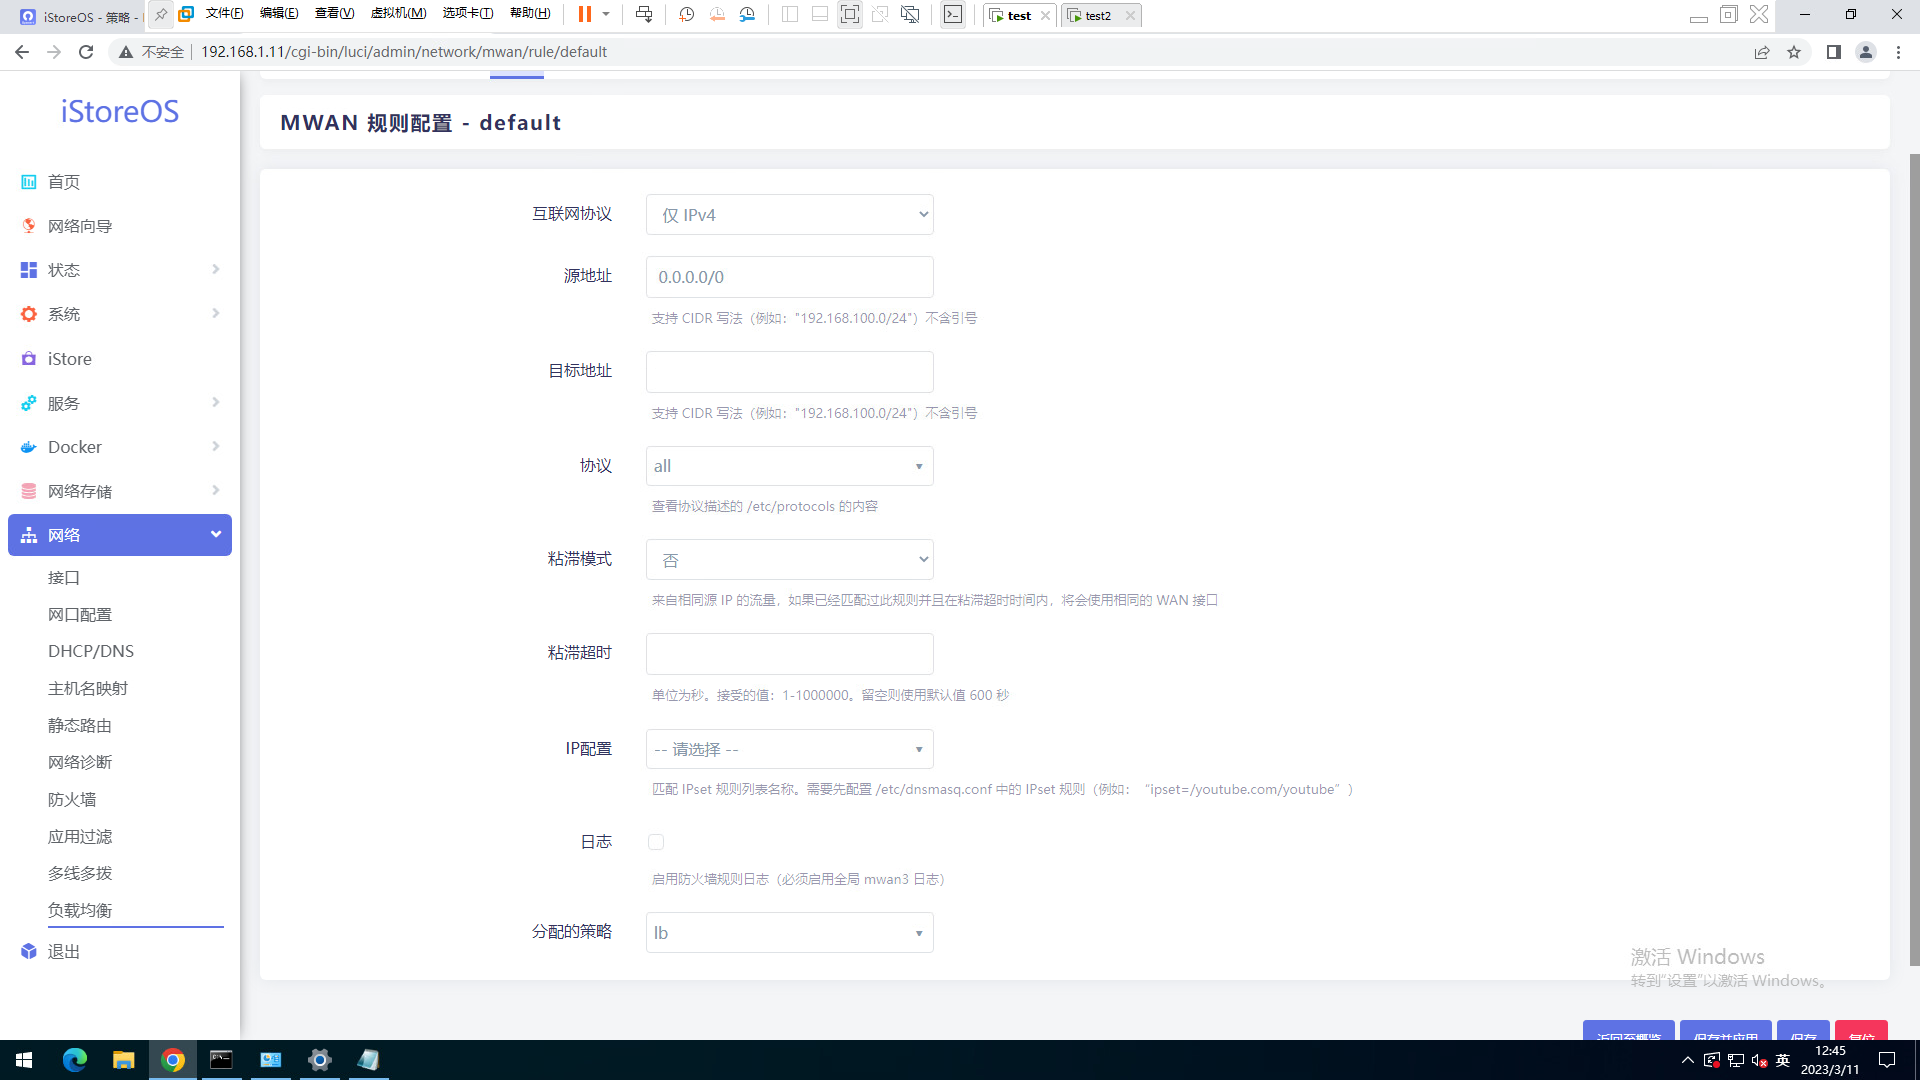 iStoreOS - 策略 -
文件(F) 编辑(E) 查看(V) 虚拟机(M) 选项卡(T) 帮助(H)
test
test2
不安全 192.168.1.11/cgi-bin/luci/admin/network/mwan/rule/default
iStoreOS
首页
网络向导
状态
系统
iStore
服务
Docker
网络存储
网络
接口
网口配置
DHCP/DNS
主机名映射
静态路由
网络诊断
防火墙
应用过滤
多线多拨
负载均衡
退出
MWAN 规则配置 - default
互联网协议 仅 IPv4
源地址 0.0.0.0/0
支持 CIDR 写法（例如："192.168.100.0/24"）不含引号
目标地址
支持 CIDR 写法（例如："192.168.100.0/24"）不含引号
协议 all
查看协议描述的 /etc/protocols 的内容
粘滞模式 否
来自相同源 IP 的流量，如果已经匹配过此规则并且在粘滞超时时间内，将会使用相同的 WAN 接口
粘滞超时
单位为秒。接受的值：1-1000000。留空则使用默认值 600 秒
IP配置 -- 请选择 --
匹配 IPset 规则列表名称。需要先配置 /etc/dnsmasq.conf 中的 IPset 规则（例如：“ipset=/youtube.com/youtube”）
日志
启用防火墙规则日志（必须启用全局 mwan3 日志）
分配的策略 lb
激活 Windows
转到"设置"以激活 Windows。
返回至概览 保存并应用 保存 复位
英
12:45
2023/3/11